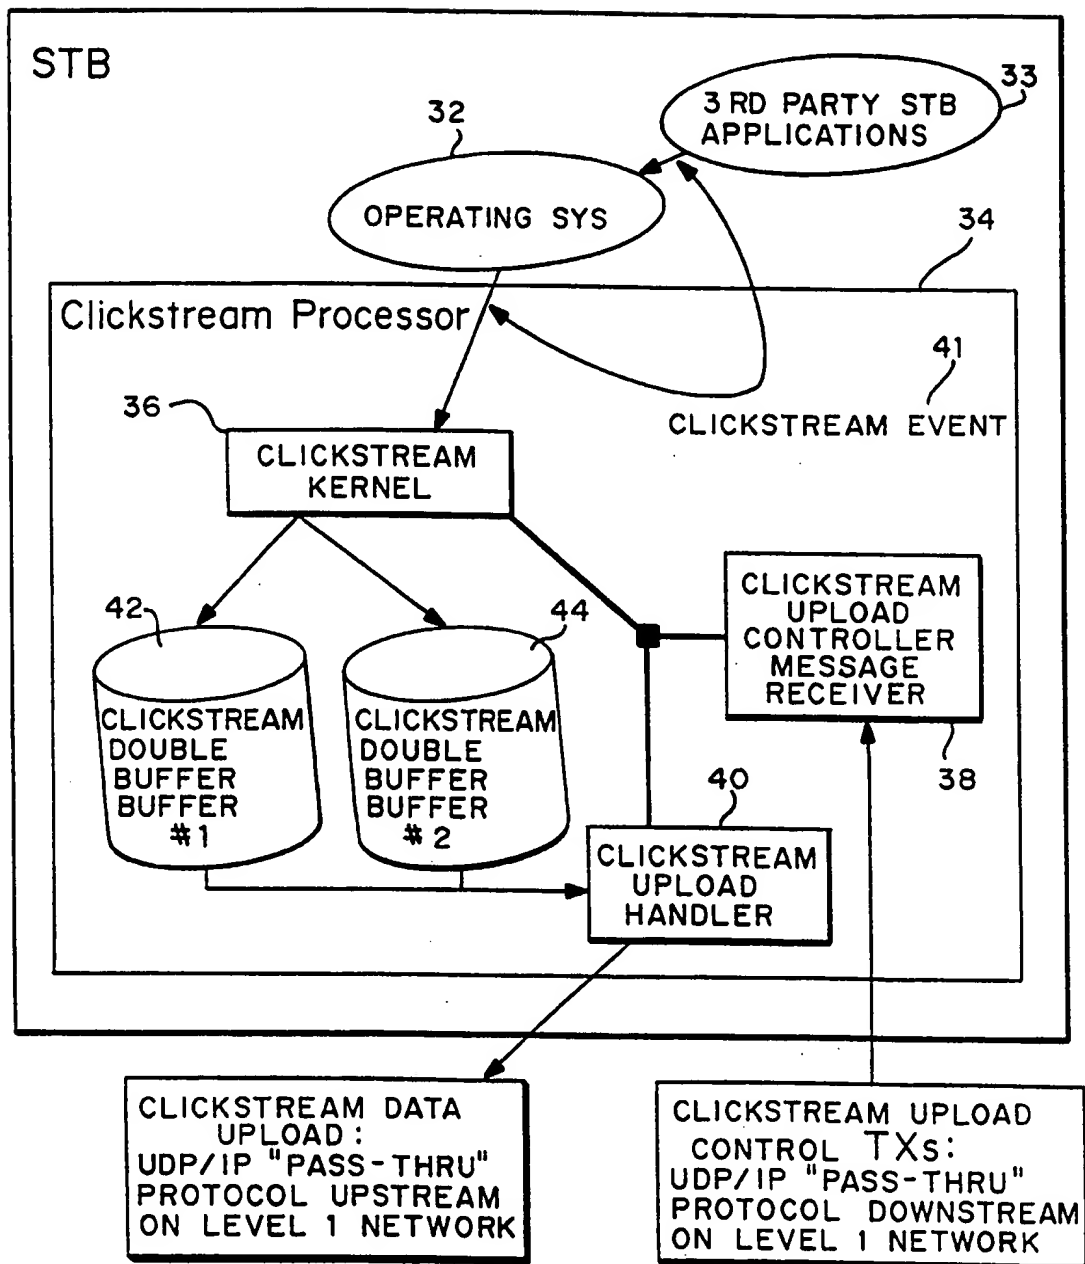 STB
33
3 RD PARTY STB
APPLICATIONS
32
OPERATING SYS
34
Clickstream Processor
41
CLICKSTREAM EVENT
36
CLICKSTREAM
KERNEL
42
44
CLICKSTREAM
UPLOAD
CONTROLLER
MESSAGE
RECEIVER
38
CLICKSTREAM
DOUBLE
BUFFER
BUFFER
#1
CLICKSTREAM
DOUBLE
BUFFER
BUFFER
#2
40
CLICKSTREAM
UPLOAD
HANDLER
CLICKSTREAM DATA
UPLOAD:
UDP/IP "PASS-THRU"
PROTOCOL UPSTREAM
ON LEVEL 1 NETWORK
CLICKSTREAM UPLOAD
CONTROL TXs:
UDP/IP "PASS-THRU"
PROTOCOL DOWNSTREAM
ON LEVEL 1 NETWORK